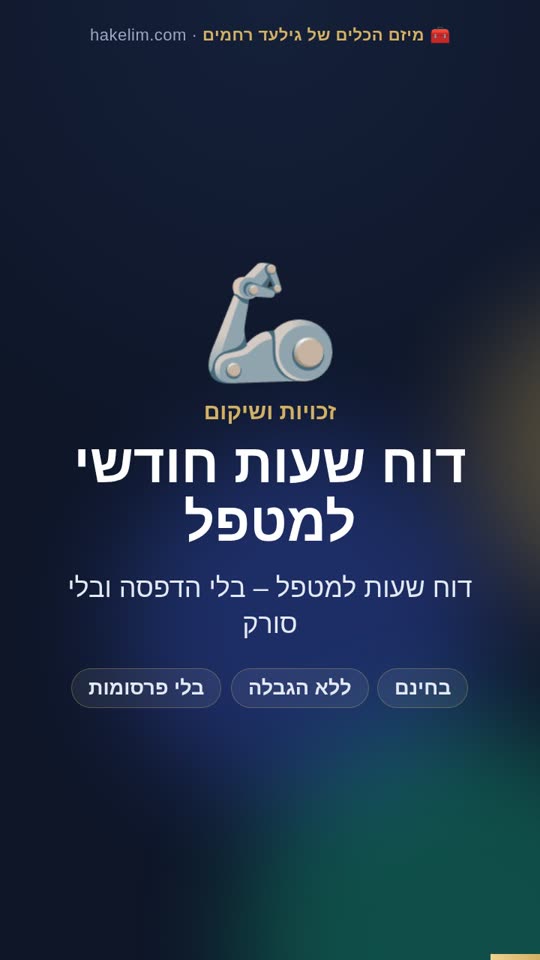 🧰 מיזם הכלים של גילעד רחמים · hakelim.com
זכויות ושיקום
דוח שעות חודשי
למטפל
דוח שעות למטפל – בלי הדפסה ובלי
סורק
בחינם
ללא הגבלה
בלי פרסומות